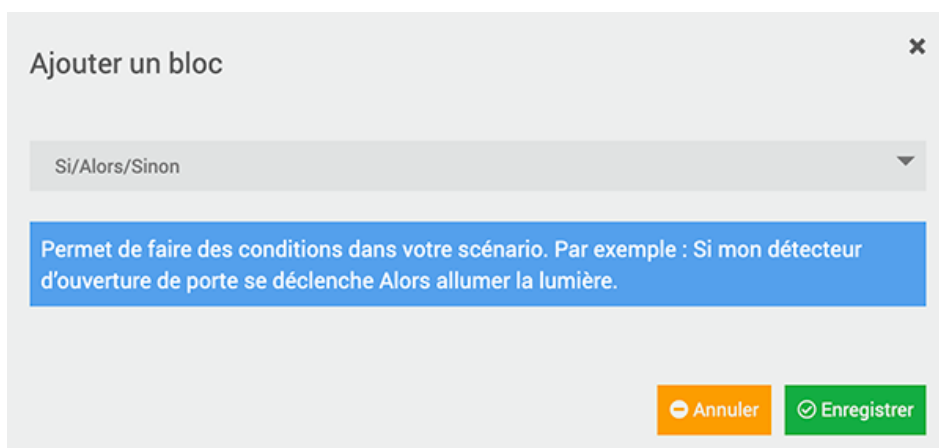 Ajouter un bloc
Si/Alors/Sinon
Permet de faire des conditions dans votre scénario. Par exemple : Si mon détecteur
d'ouverture de porte se déclenche Alors allumer la lumière.
Annuler
Enregistrer